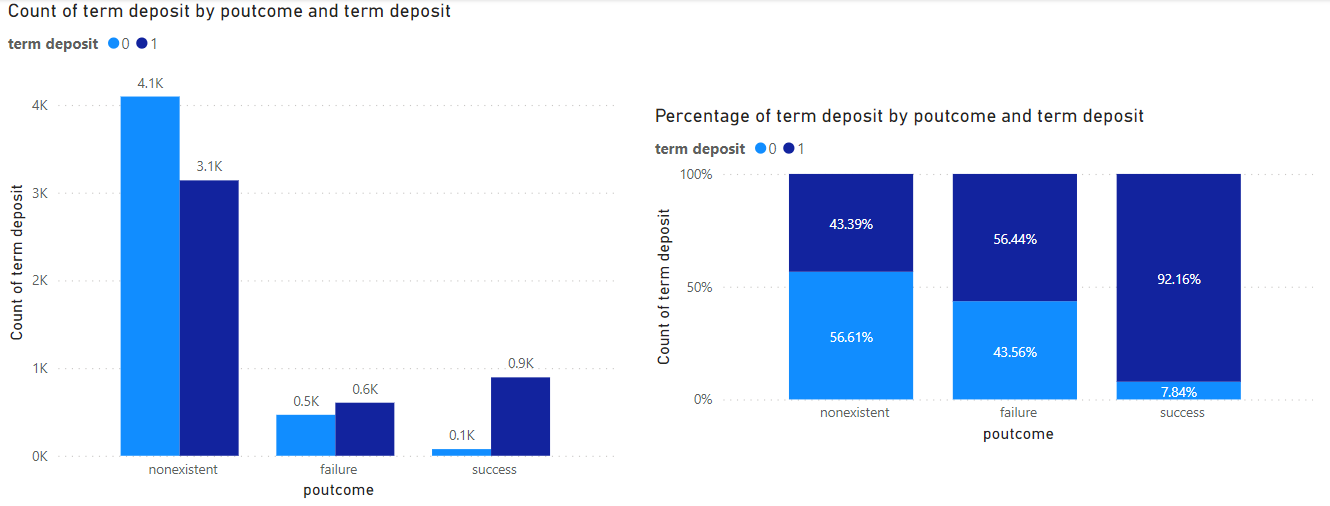 Count of term deposit by poutcome and term deposit
term deposit 0 1
Count of term deposit
4K
3K
2K
1K
0K
4.1K
3.1K
0.5K
0.6K
0.1K
0.9K
nonexistent failure success
poutcome
Percentage of term deposit by poutcome and term deposit
term deposit 0 1
Count of term deposit
100%
50%
0%
43.39%
56.61%
56.44%
43.56%
92.16%
7.84%
nonexistent failure success
poutcome